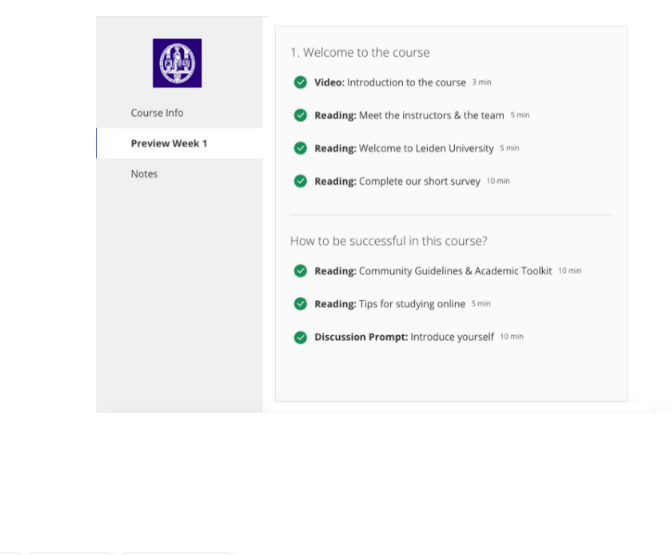 Course Info
Preview Week 1
Notes
1. Welcome to the course
Video: Introduction to the course 3 min
Reading: Meet the instructors & the team 5 min
Reading: Welcome to Leiden University 5 min
Reading: Complete our short survey 10 min
How to be successful in this course?
Reading: Community Guidelines & Academic Toolkit 10 min
Reading: Tips for studying online 5 min
Discussion Prompt: Introduce yourself 10 min